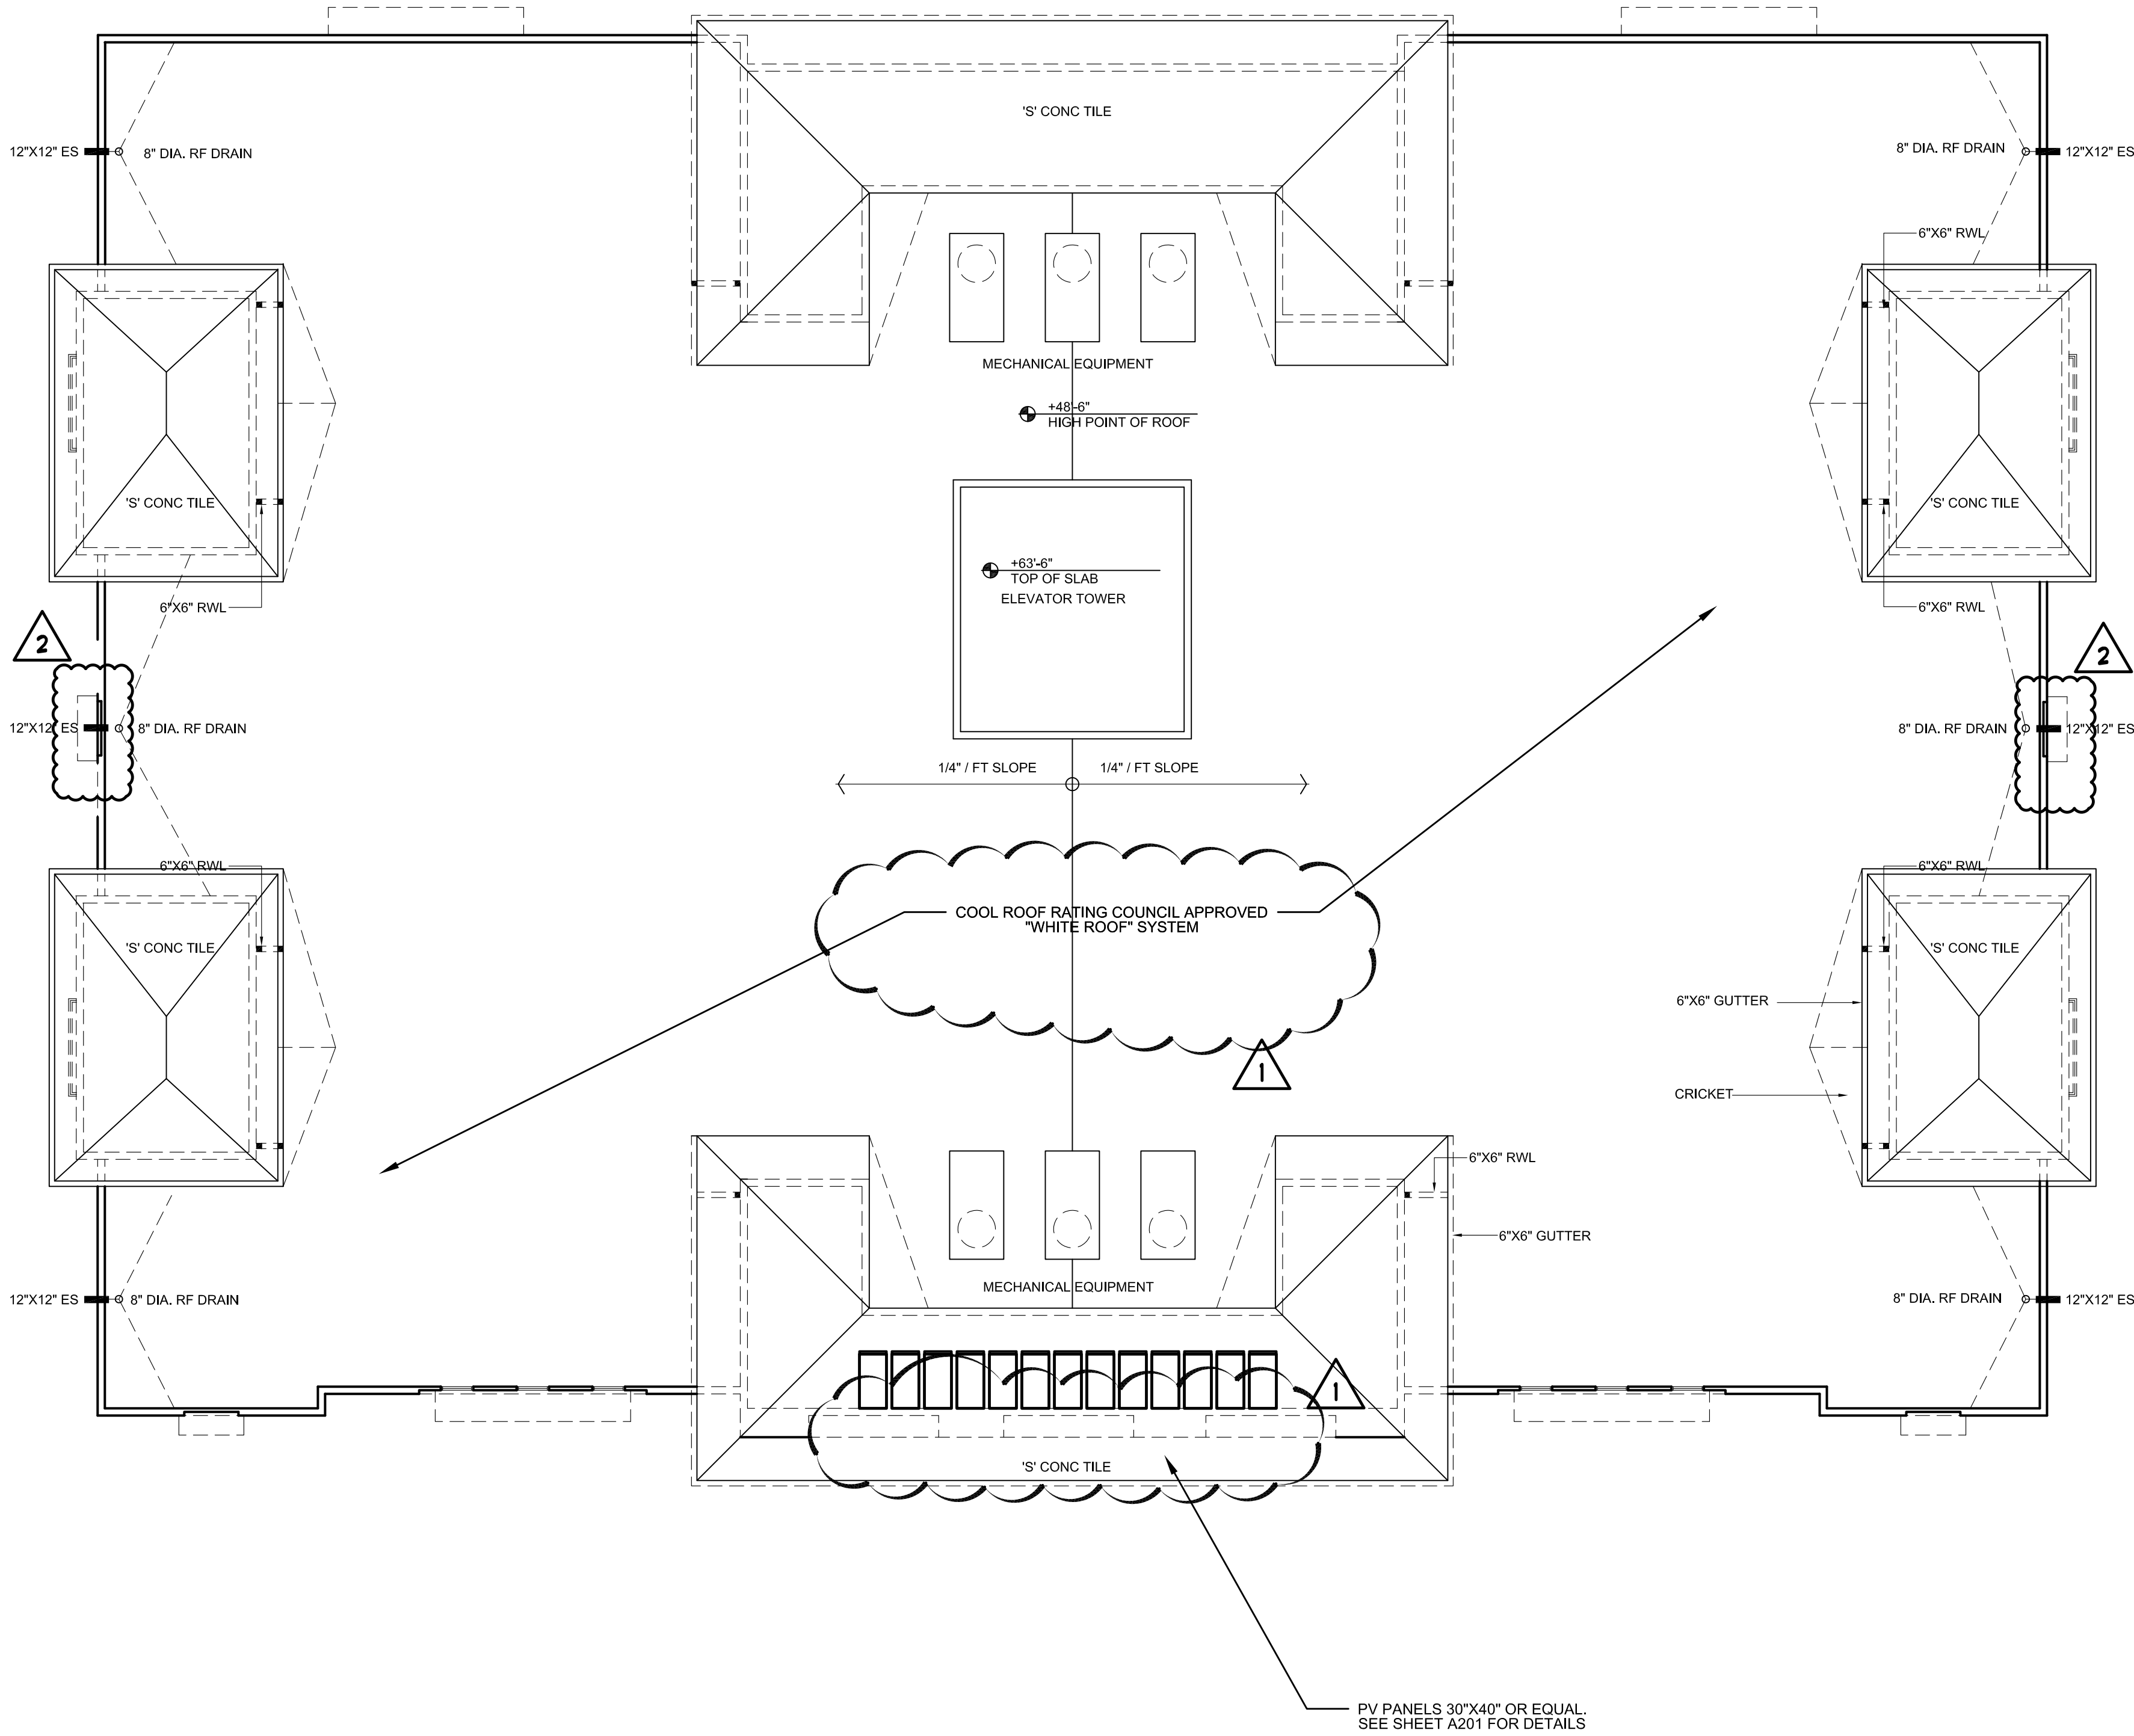 'S' CONC TILE
12"X12" ES
8" DIA. RF DRAIN
8" DIA. RF DRAIN
12"X12" ES
6"X6" RWL
MECHANICAL EQUIPMENT
+48'-6"
HIGH POINT OF ROOF
'S' CONC TILE
'S' CONC TILE
+63'-6"
TOP OF SLAB
ELEVATOR TOWER
6"X6" RWL
6"X6" RWL
2
2
12"X12" ES
8" DIA. RF DRAIN
8" DIA. RF DRAIN
12"X12" ES
1/4" / FT SLOPE
1/4" / FT SLOPE
6"X6" RWL
6"X6" RWL
COOL ROOF RATING COUNCIL APPROVED
"WHITE ROOF" SYSTEM
'S' CONC TILE
'S' CONC TILE
6"X6" GUTTER
1
CRICKET
6"X6" RWL
6"X6" GUTTER
MECHANICAL EQUIPMENT
12"X12" ES
8" DIA. RF DRAIN
8" DIA. RF DRAIN
12"X12" ES
1
'S' CONC TILE
PV PANELS 30"X40" OR EQUAL.
SEE SHEET A201 FOR DETAILS